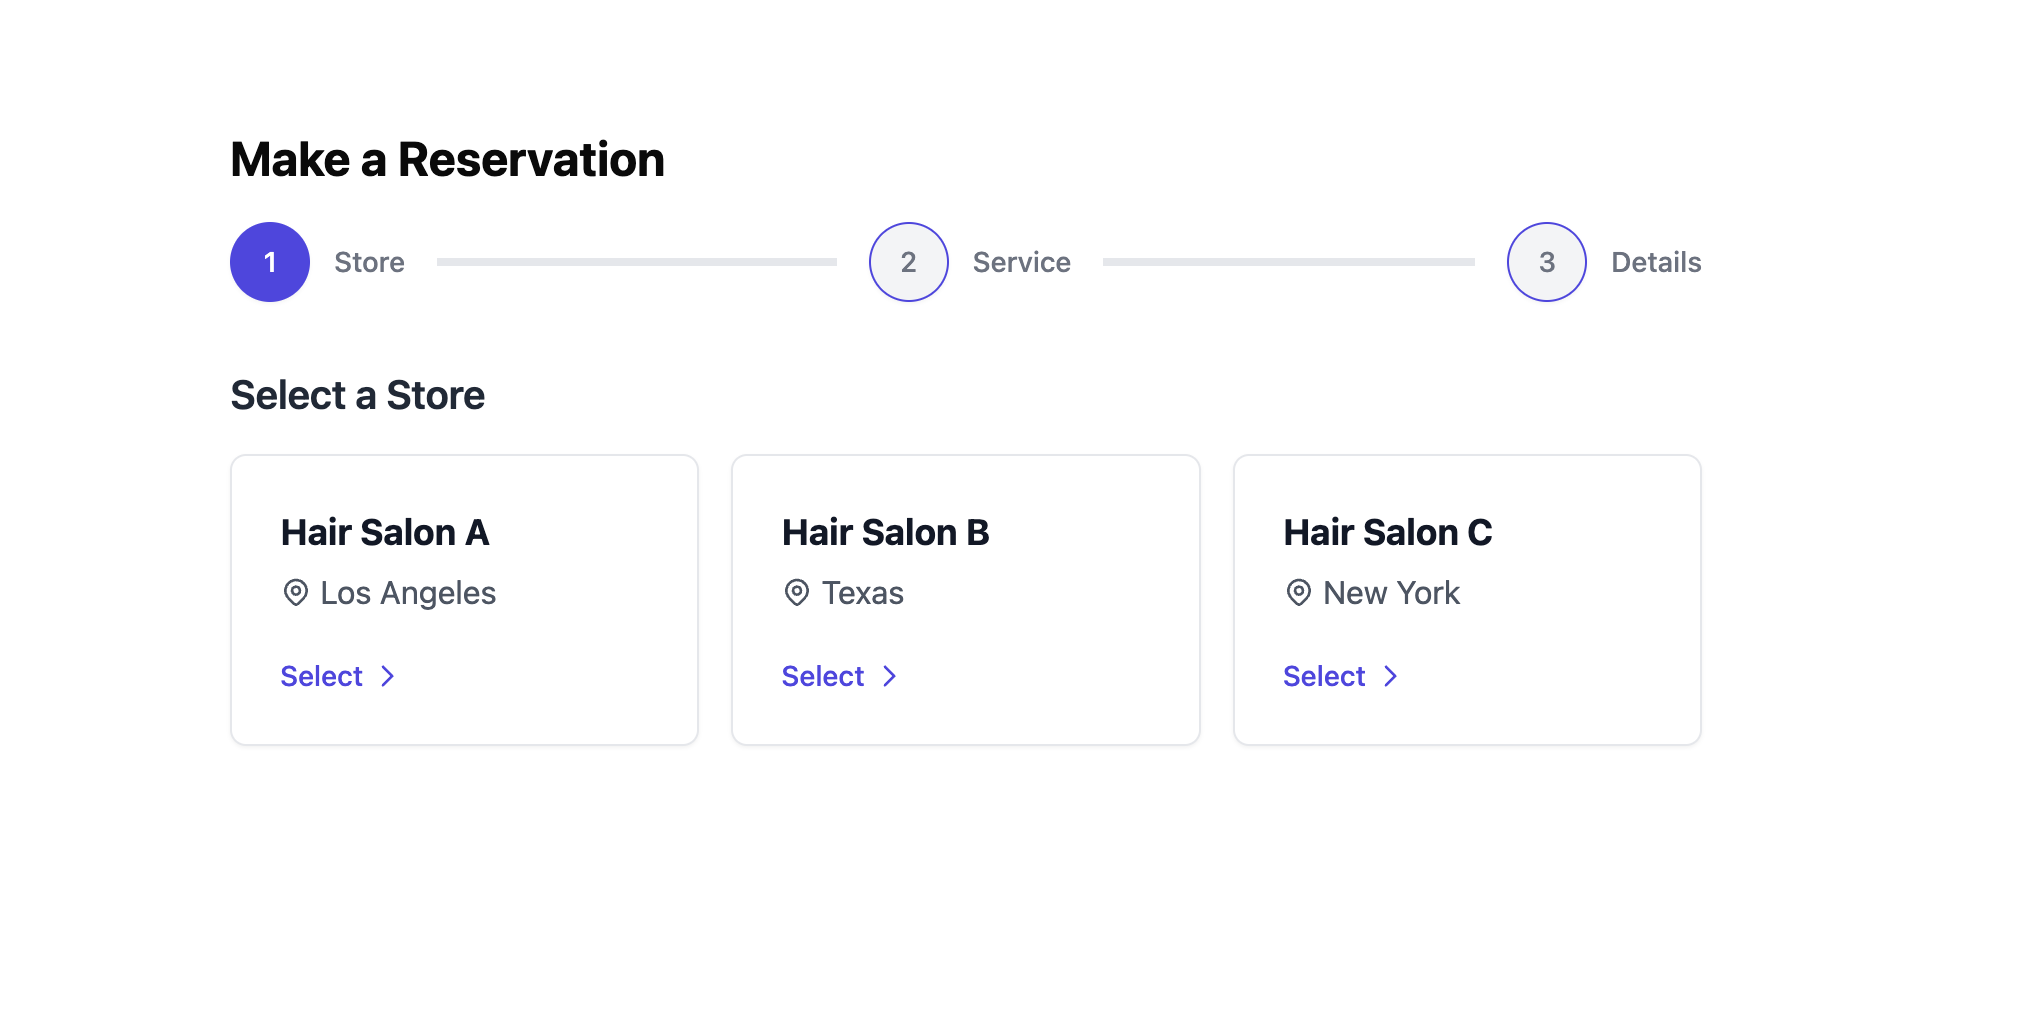 Make a Reservation
1 Store 2 Service 3 Details
Select a Store
Hair Salon A
Los Angeles
Select
Hair Salon B
Texas
Select
Hair Salon C
New York
Select